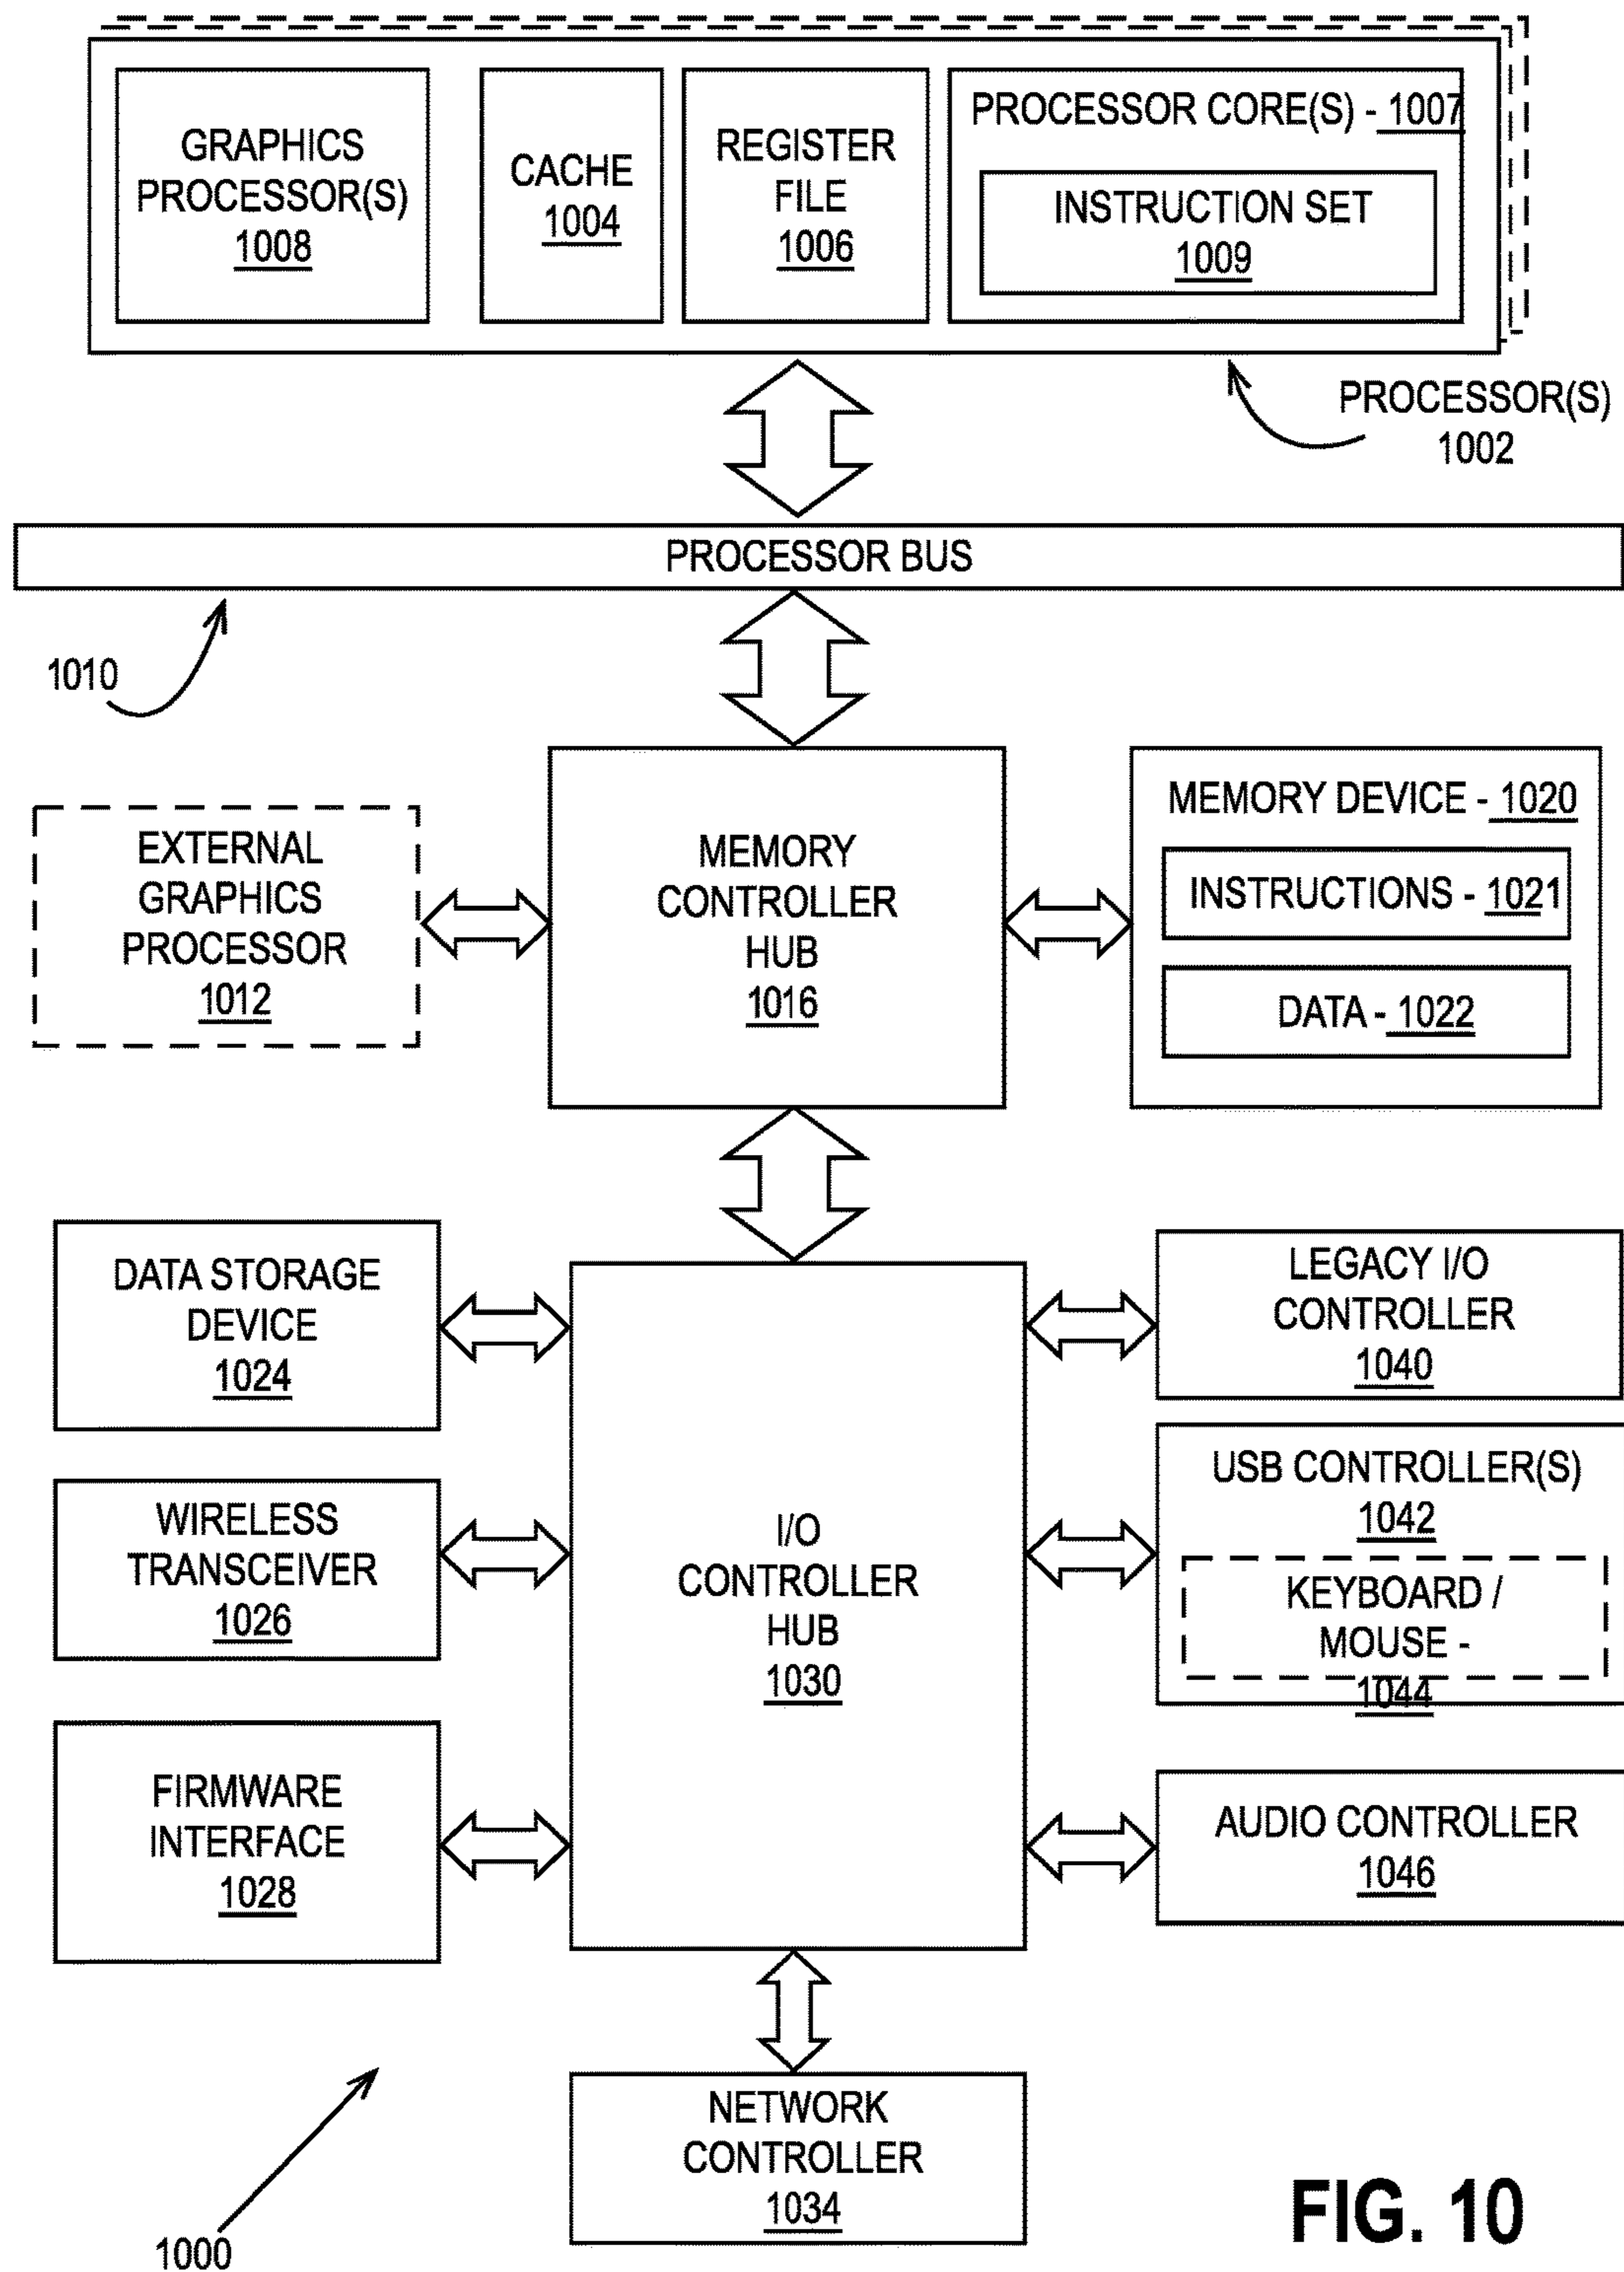 GRAPHICS
PROCESSOR(S)
1008
CACHE
1004
REGISTER
FILE
1006
PROCESSOR CORE(S) - 1007
INSTRUCTION SET
1009
PROCESSOR(S)
1002
PROCESSOR BUS
1010
EXTERNAL
GRAPHICS
PROCESSOR
1012
MEMORY
CONTROLLER
HUB
1016
MEMORY DEVICE - 1020
INSTRUCTIONS - 1021
DATA - 1022
DATA STORAGE
DEVICE
1024
WIRELESS
TRANSCEIVER
1026
FIRMWARE
INTERFACE
1028
I/O
CONTROLLER
HUB
1030
LEGACY I/O
CONTROLLER
1040
USB CONTROLLER(S)
1042
KEYBOARD /
MOUSE -
1044
AUDIO CONTROLLER
1046
NETWORK
CONTROLLER
1034
1000
FIG. 10